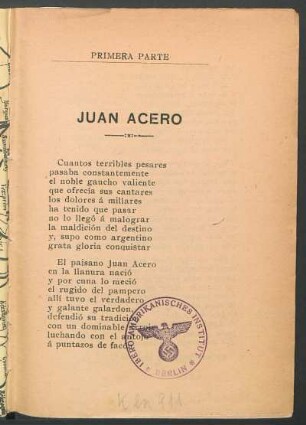 PRIMERA PARTE
JUAN ACERO
Cuantos terribles pesares
pasaba constantemente
el noble gaucho valiente
que ofrecia sus cantares
los dolores á millares
ha tenido que pasar
no lo llegó á malograr
la maldición del destino
y, supo como argentino
grata gloria conquistar
El paisano Juan Acero
en la llanura nació
y por cuna lo meció
el rugido del pampero
allí tuvo el verdadero
y galante galardon
defendió su tradición
con un dominable
luchando con el
á puntazos de
IBERO-AMERIKANISCHES INSTITUT
BERLIN